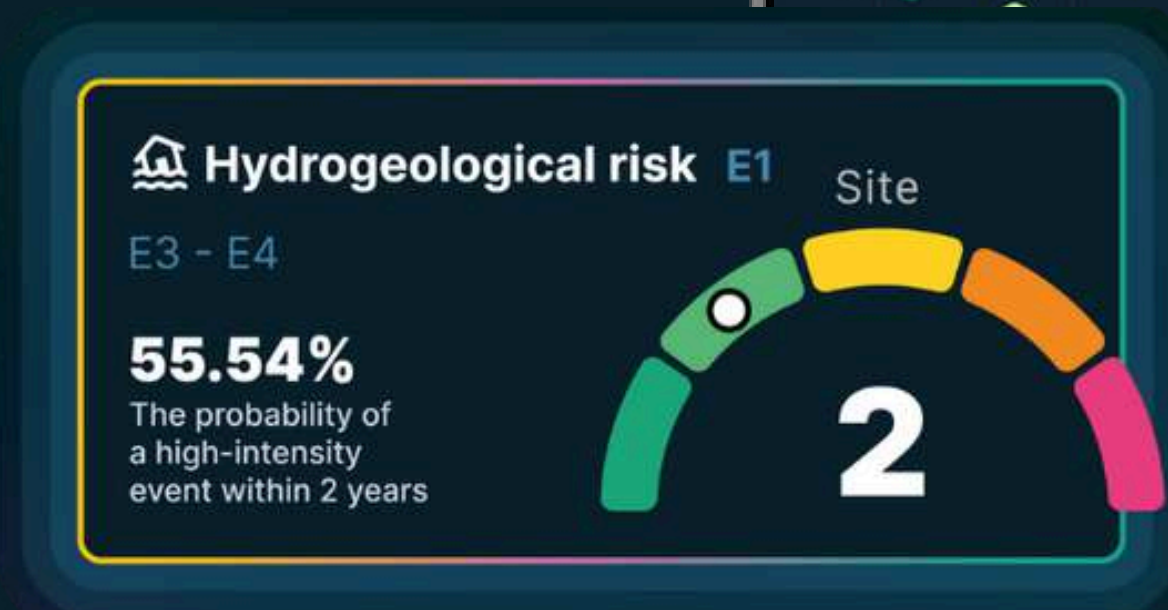 Hydrogeological risk E1
Site
E3 - E4
55.54%
The probability of
a high-intensity
event within 2 years
2